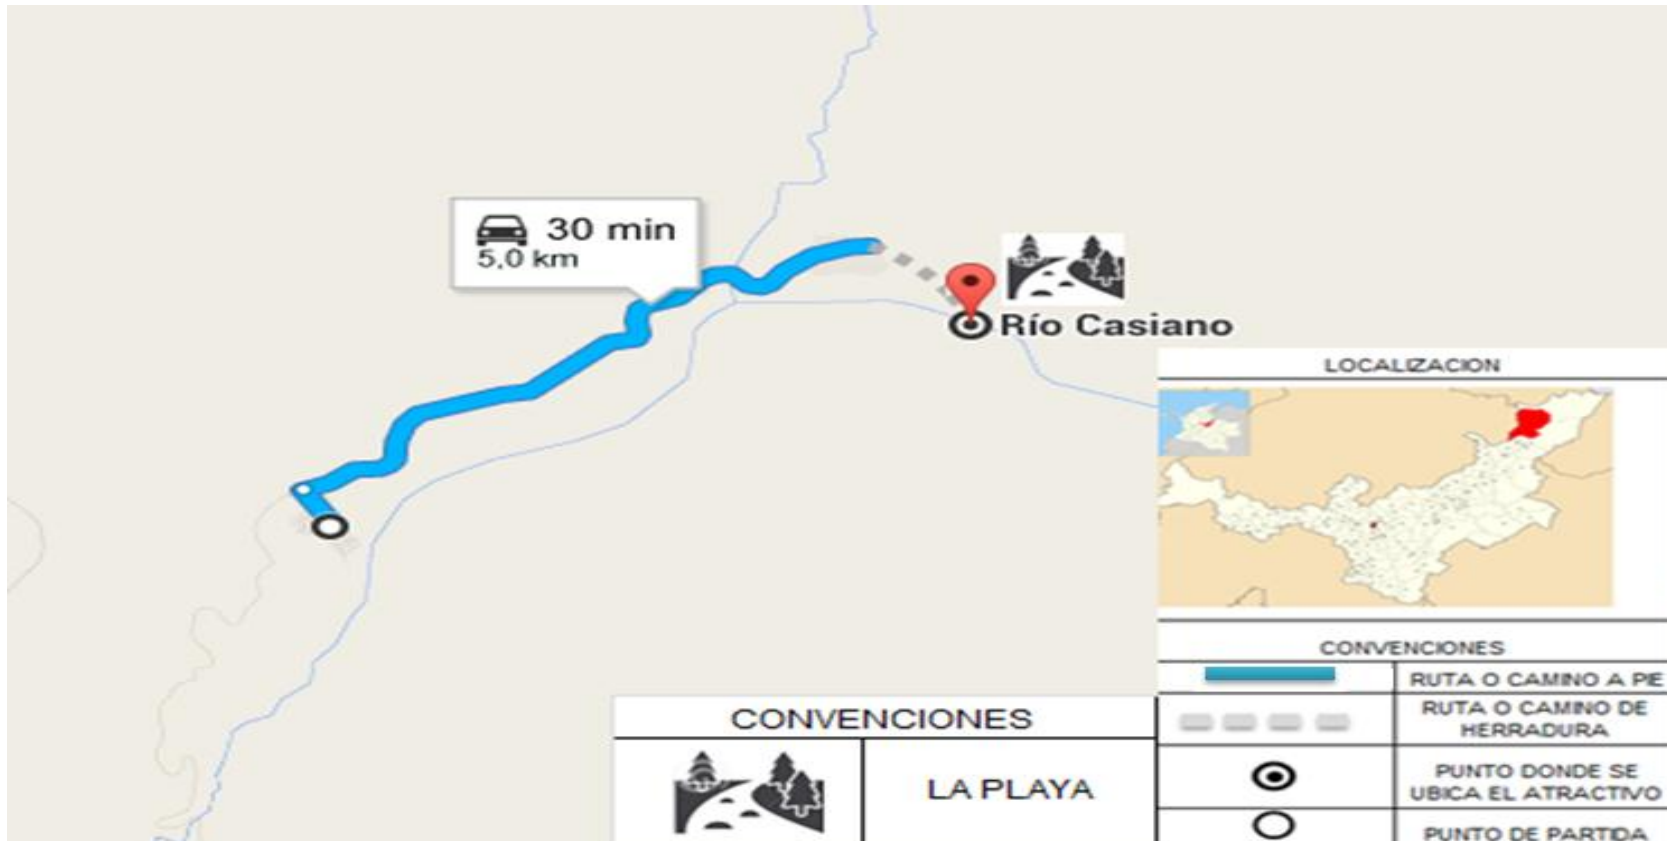 30 min
5,0 km
Río Casiano
LOCALIZACION
CONVENCIONES
RUTA O CAMINO A PIE
RUTA O CAMINO DE
HERRADURA
PUNTO DONDE SE
UBICA EL ATRACTIVO
PUNTO DE PARTIDA
CONVENCIONES
LA PLAYA